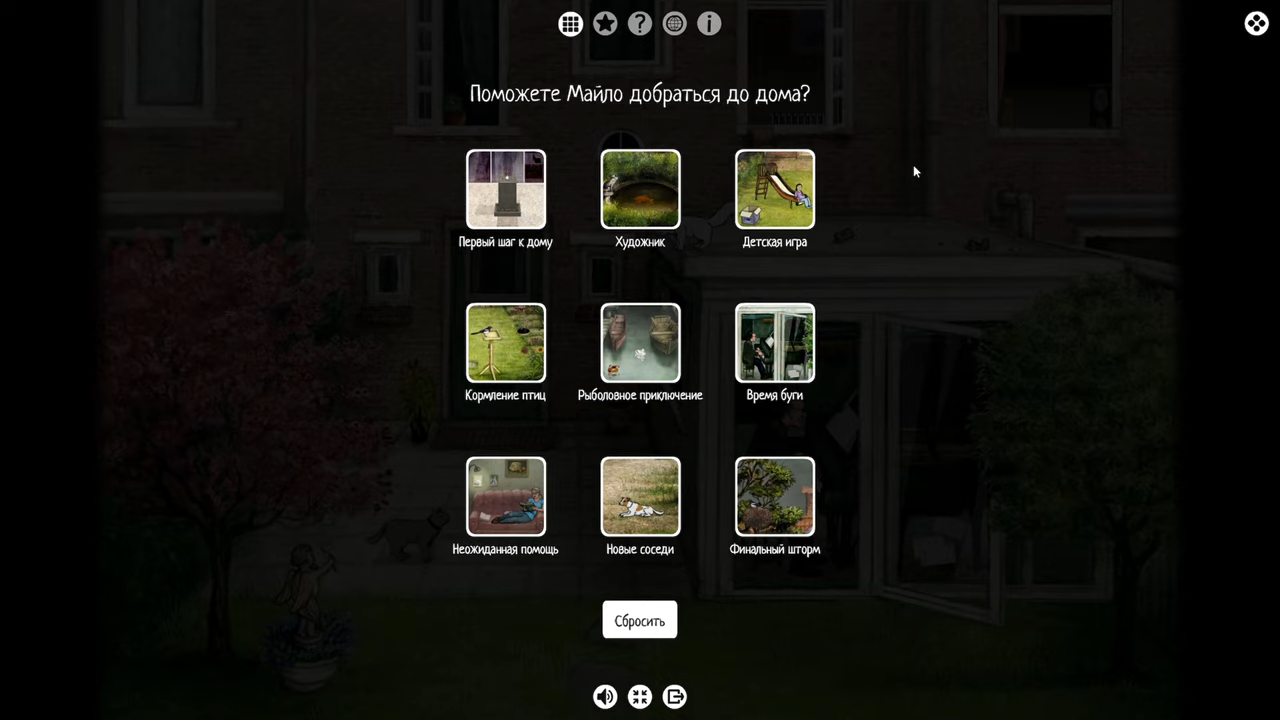 Поможете Майло добраться до дома?
Первый шаг к дому
Художник
Детская игра
Кормление птиц
Рыболовное приключение
Время буги
Неожиданная помощь
Новые соседи
Финальный шторм
Сбросить